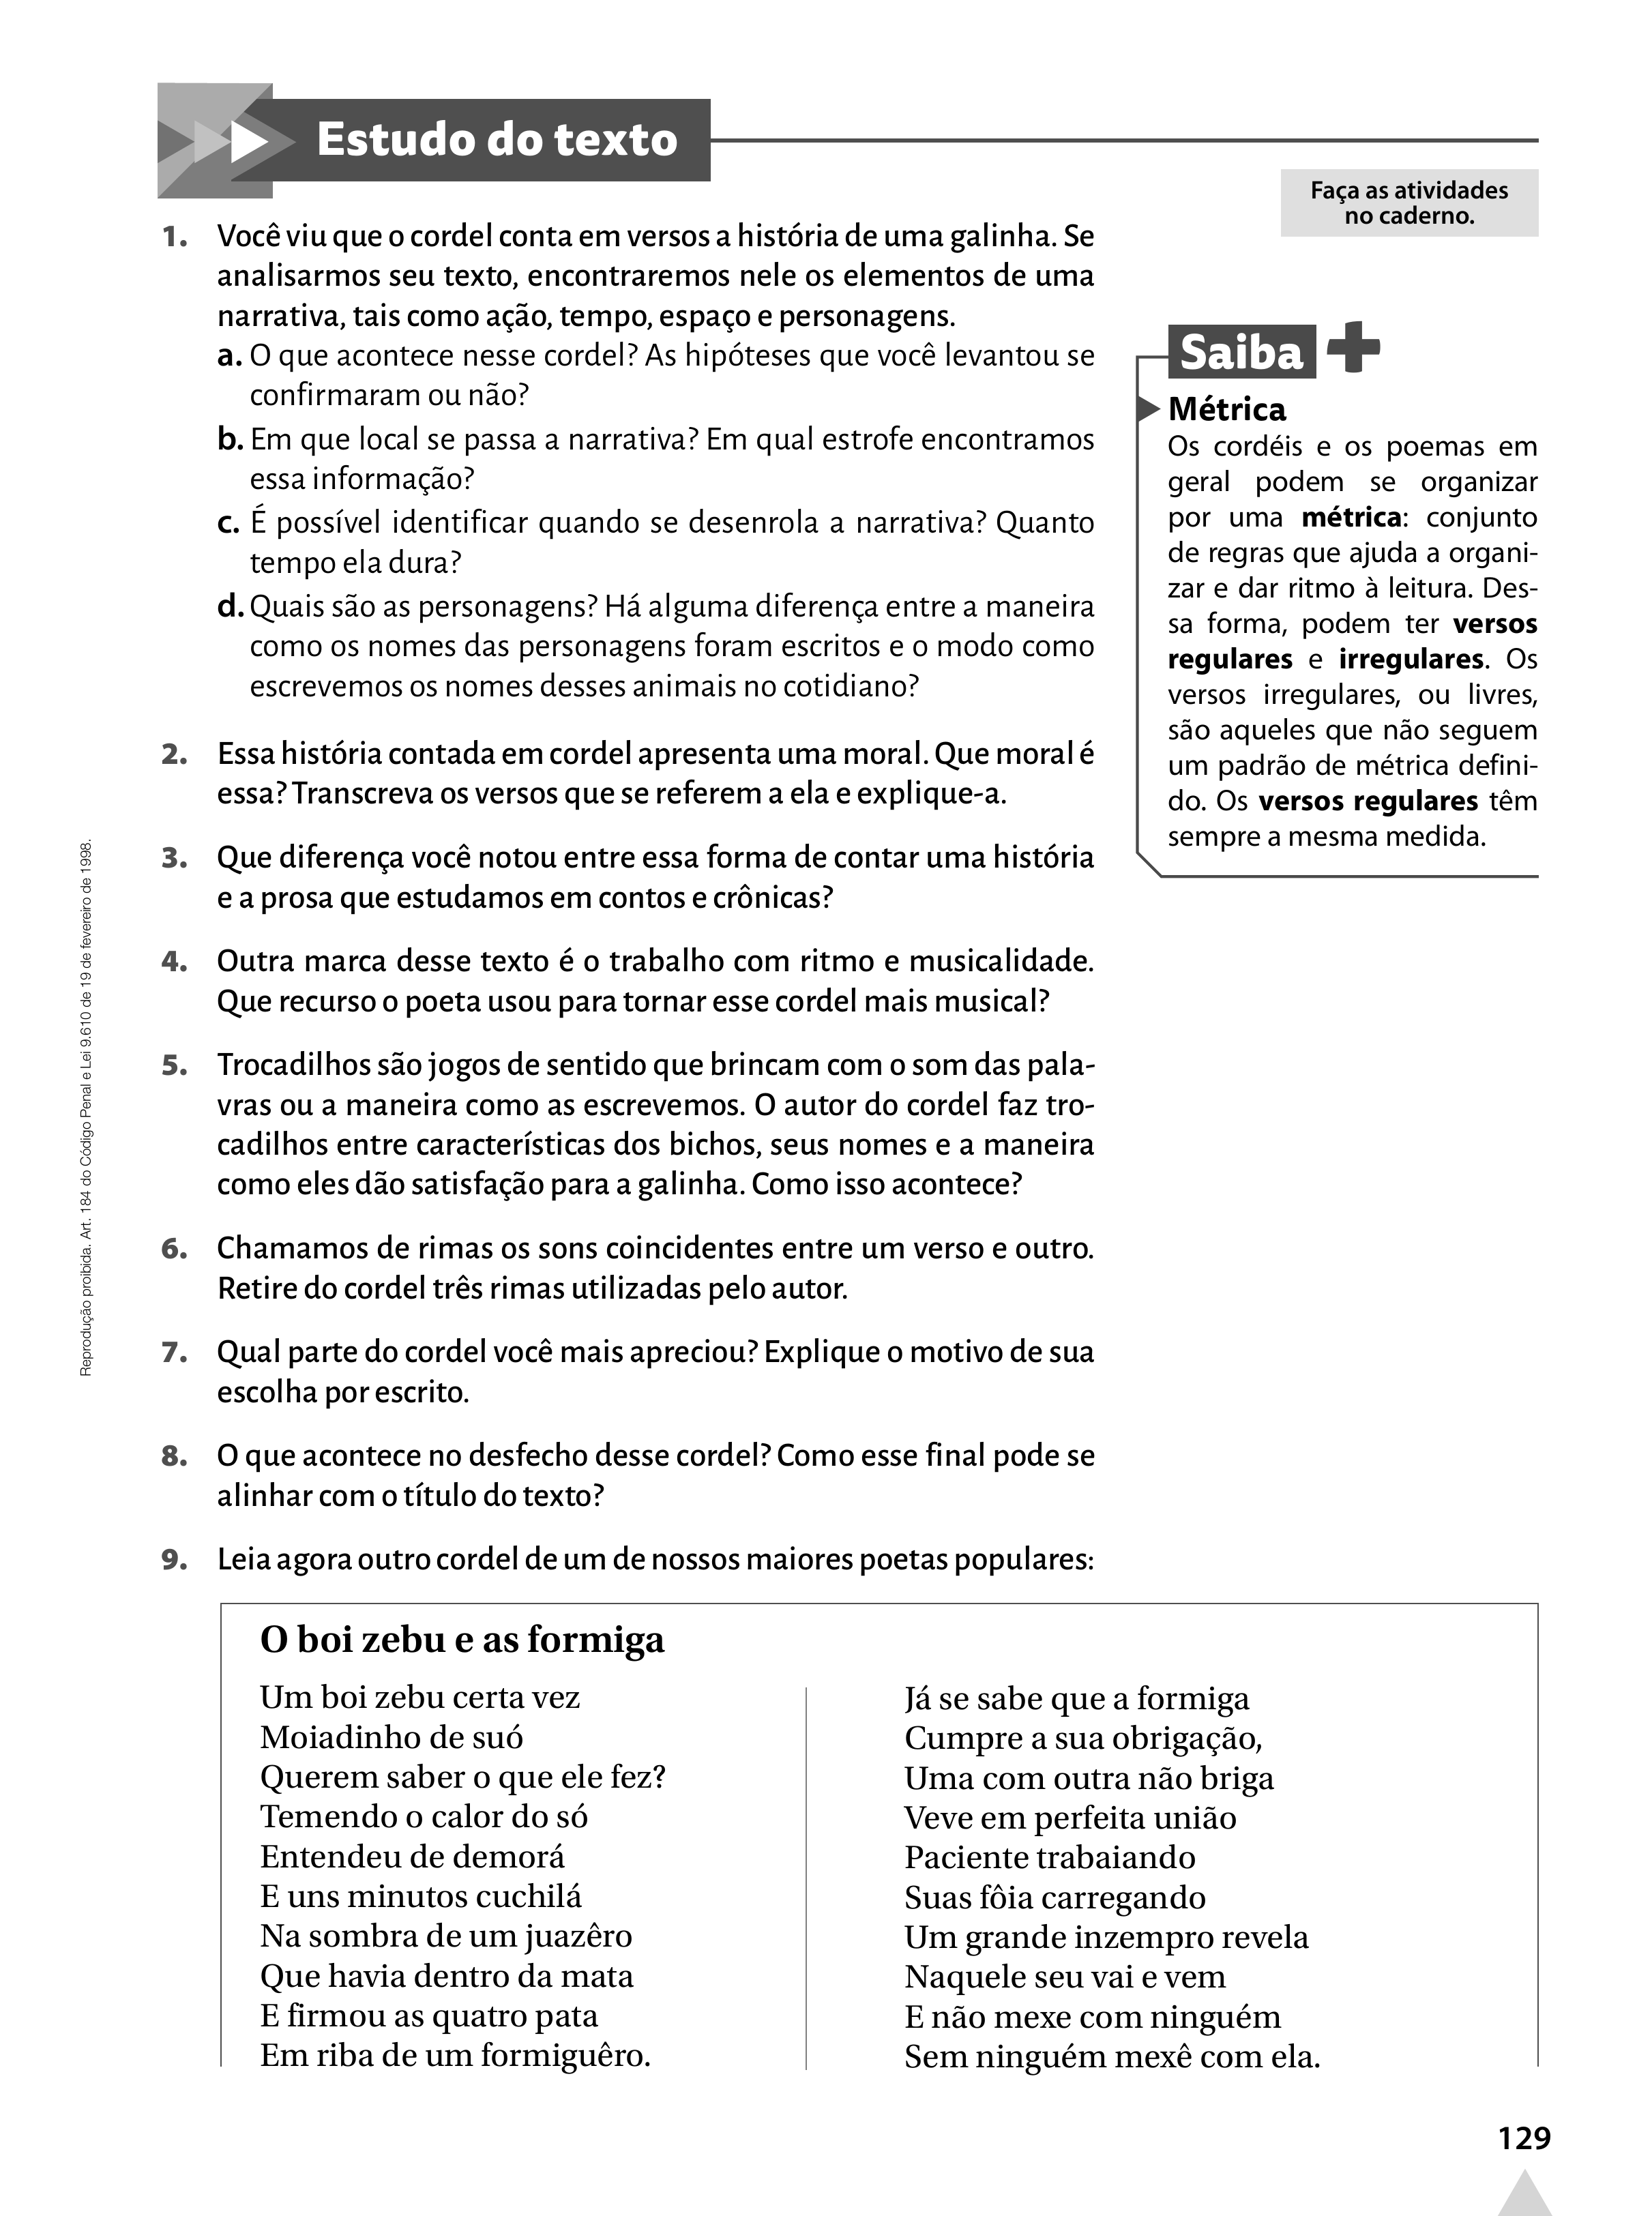 Estudo do texto
Faça as atividades
no caderno.
1. Você viu que o cordel conta em versos a história de uma galinha. Se
analisarmos seu texto, encontraremos nele os elementos de uma
narrativa, tais como ação, tempo, espaço e personagens.
a. O que acontece nesse cordel? As hipóteses que você levantou se
confirmaram ou não?
b. Em que local se passa a narrativa? Em qual estrofe encontramos
essa informação?
c. É possível identificar quando se desenrola a narrativa? Quanto
tempo ela dura?
d. Quais são as personagens? Há alguma diferença entre a maneira
como os nomes das personagens foram escritos e o modo como
escrevemos os nomes desses animais no cotidiano?
2. Essa história contada em cordel apresenta uma moral. Que moral é
essa? Transcreva os versos que se referem a ela e explique-a.
3. Que diferença você notou entre essa forma de contar uma história
e a prosa que estudamos em contos e crônicas?
4. Outra marca desse texto é o trabalho com ritmo e musicalidade.
Que recurso o poeta usou para tornar esse cordel mais musical?
5. Trocadilhos são jogos de sentido que brincam com o som das pala-
vras ou a maneira como as escrevemos. O autor do cordel faz tro-
cadilhos entre características dos bichos, seus nomes e a maneira
como eles dão satisfação para a galinha. Como isso acontece?
6. Chamamos de rimas os sons coincidentes entre um verso e outro.
Retire do cordel três rimas utilizadas pelo autor.
7. Qual parte do cordel você mais apreciou? Explique o motivo de sua
escolha por escrito.
8. O que acontece no desfecho desse cordel? Como esse final pode se
alinhar com o título do texto?
9. Leia agora outro cordel de um de nossos maiores poetas populares:
Saiba +
Métrica
Os cordéis e os poemas em
geral podem se organizar
por uma métrica: conjunto
de regras que ajuda a organi-
zar e dar ritmo à leitura. Des-
sa forma, podem ter versos
regulares e irregulares. Os
versos irregulares, ou livres,
são aqueles que não seguem
um padrão de métrica defini-
do. Os versos regulares têm
sempre a mesma medida.
O boi zebu e as formiga
Um boi zebu certa vez
Moiadinho de suó
Querem saber o que ele fez?
Temendo o calor do só
Entendeu de demorá
E uns minutos cuchilá
Na sombra de um juazêro
Que havia dentro da mata
E firmou as quatro pata
Em riba de um formiguêro.
Já se sabe que a formiga
Cumpre a sua obrigação,
Uma com outra não briga
Veve em perfeita união
Paciente trabaiando
Suas fôia carregando
Um grande inzempro revela
Naquele seu vai e vem
E não mexe com ninguém
Sem ninguém mexê com ela.
Reprodução proibida. Art. 184 do Código Penal e Lei 9.610 de 19 de fevereiro de 1998.
129